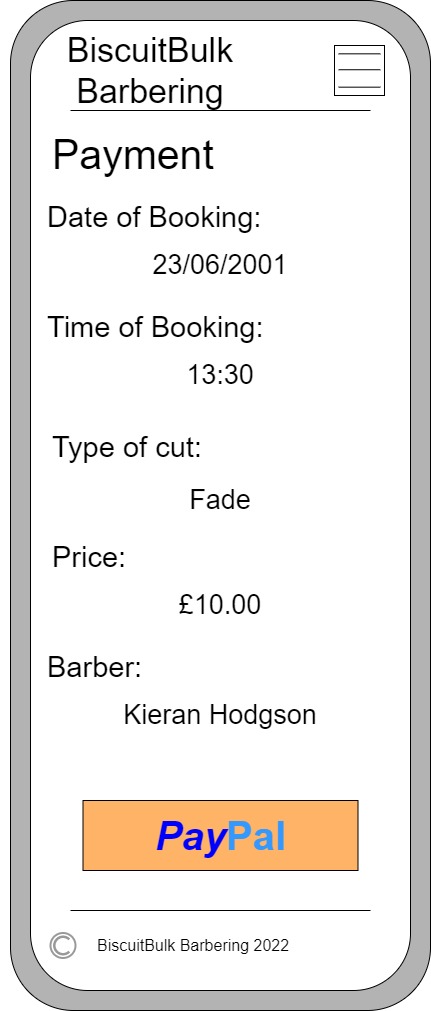 BiscuitBulk
Barbering
Payment
Date of Booking:
23/06/2001
Time of Booking:
13:30
Type of cut:
Fade
Price:
£10.00
Barber:
Kieran Hodgson
PayPal
© BiscuitBulk Barbering 2022